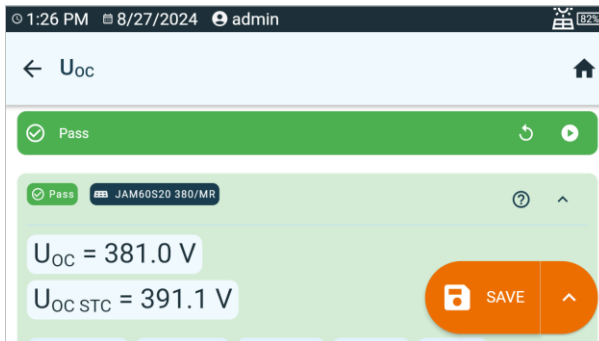 1:26 PM 8/27/2024 admin 82%
Uoc
Pass
Pass JAM60S20 380/MR
Uoc = 381.0 V
Uoc STC = 391.1 V
SAVE